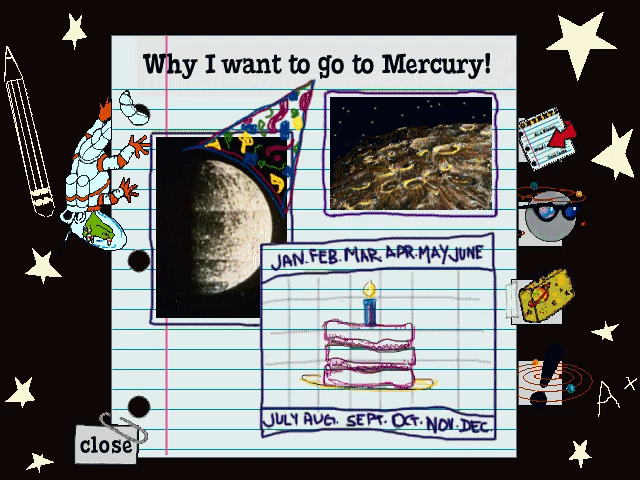 Why I want to go to Mercury!
JAN. FEB. MAR. APR. MAY JUNE
JULY AUG. SEPT. OCT. NOV. DEC.
close
A+